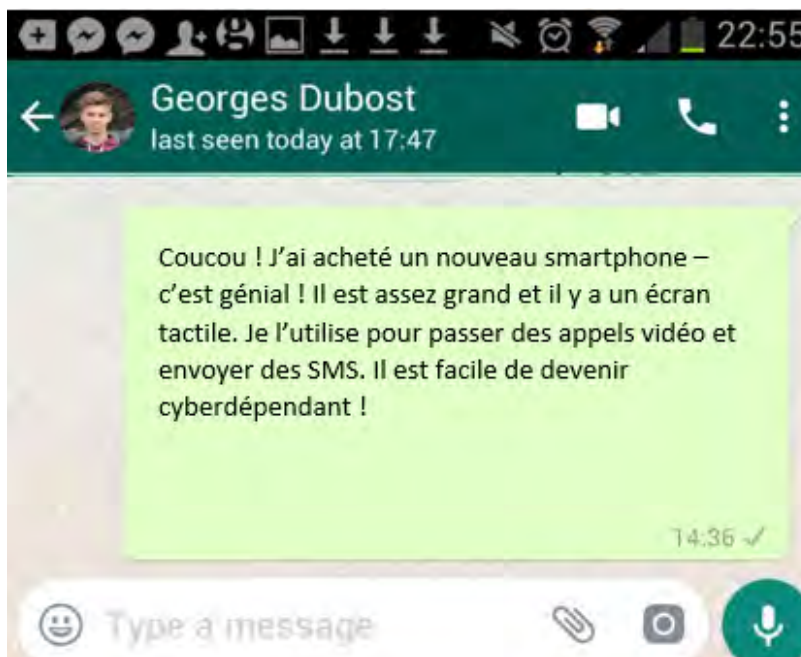 22:55
Georges Dubost
last seen today at 17:47
Coucou ! J’ai acheté un nouveau smartphone –
c’est génial ! Il est assez grand et il y a un écran
tactile. Je l’utilise pour passer des appels vidéo et
envoyer des SMS. Il est facile de devenir
cyberdépendant !
14:36
Type a message